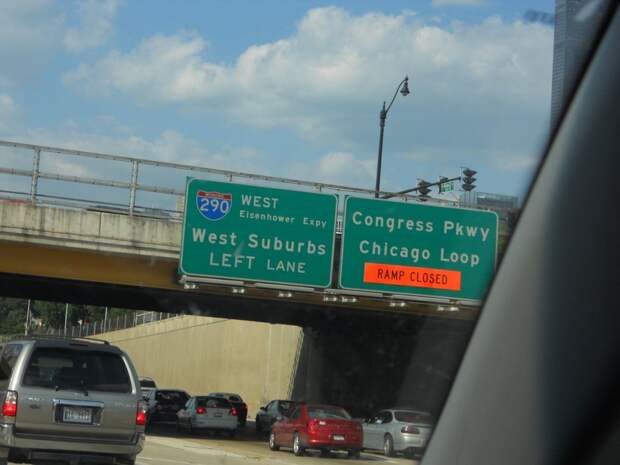 290
WEST
Eisenhower Expy
West Suburbs
LEFT LANE
Congress Pkwy
Chicago Loop
RAMP CLOSED